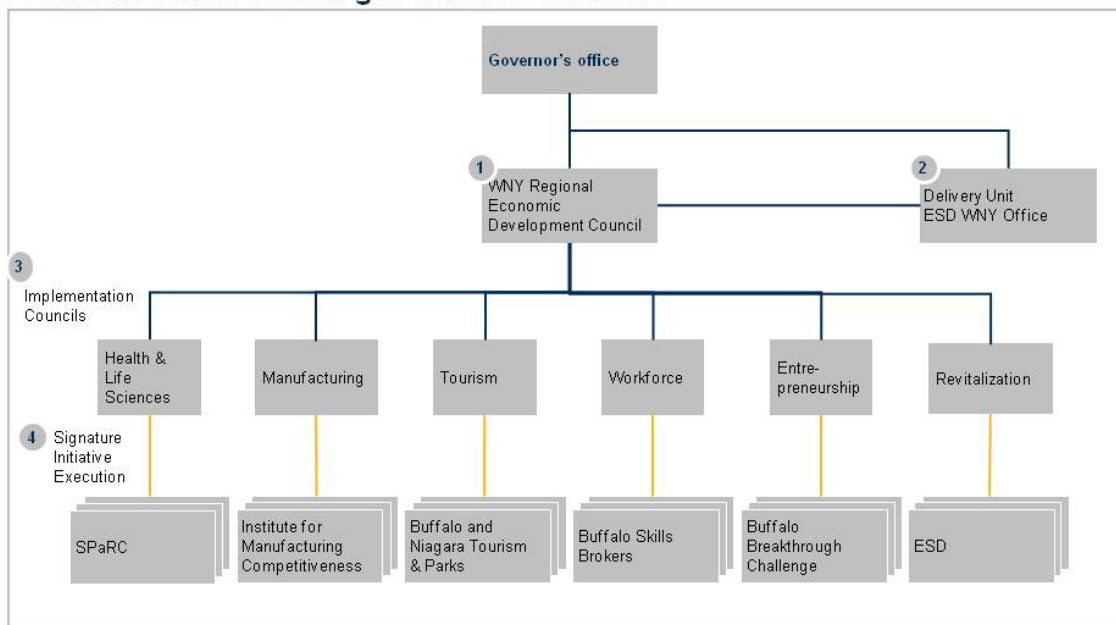 Governor's office
1
WNY Regional
Economic
Development Council
2
Delivery Unit
ESD WNY Office
3
Implementation
Councils
Health &
Life
Sciences
Manufacturing
Tourism
Workforce
Entre-
preneurship
Revitalization
4
Signature
Initiative
Execution
SPaRC
Institute for
Manufacturing
Competitiveness
Buffalo and
Niagara Tourism
& Parks
Buffalo Skills
Brokers
Buffalo
Breakthrough
Challenge
ESD